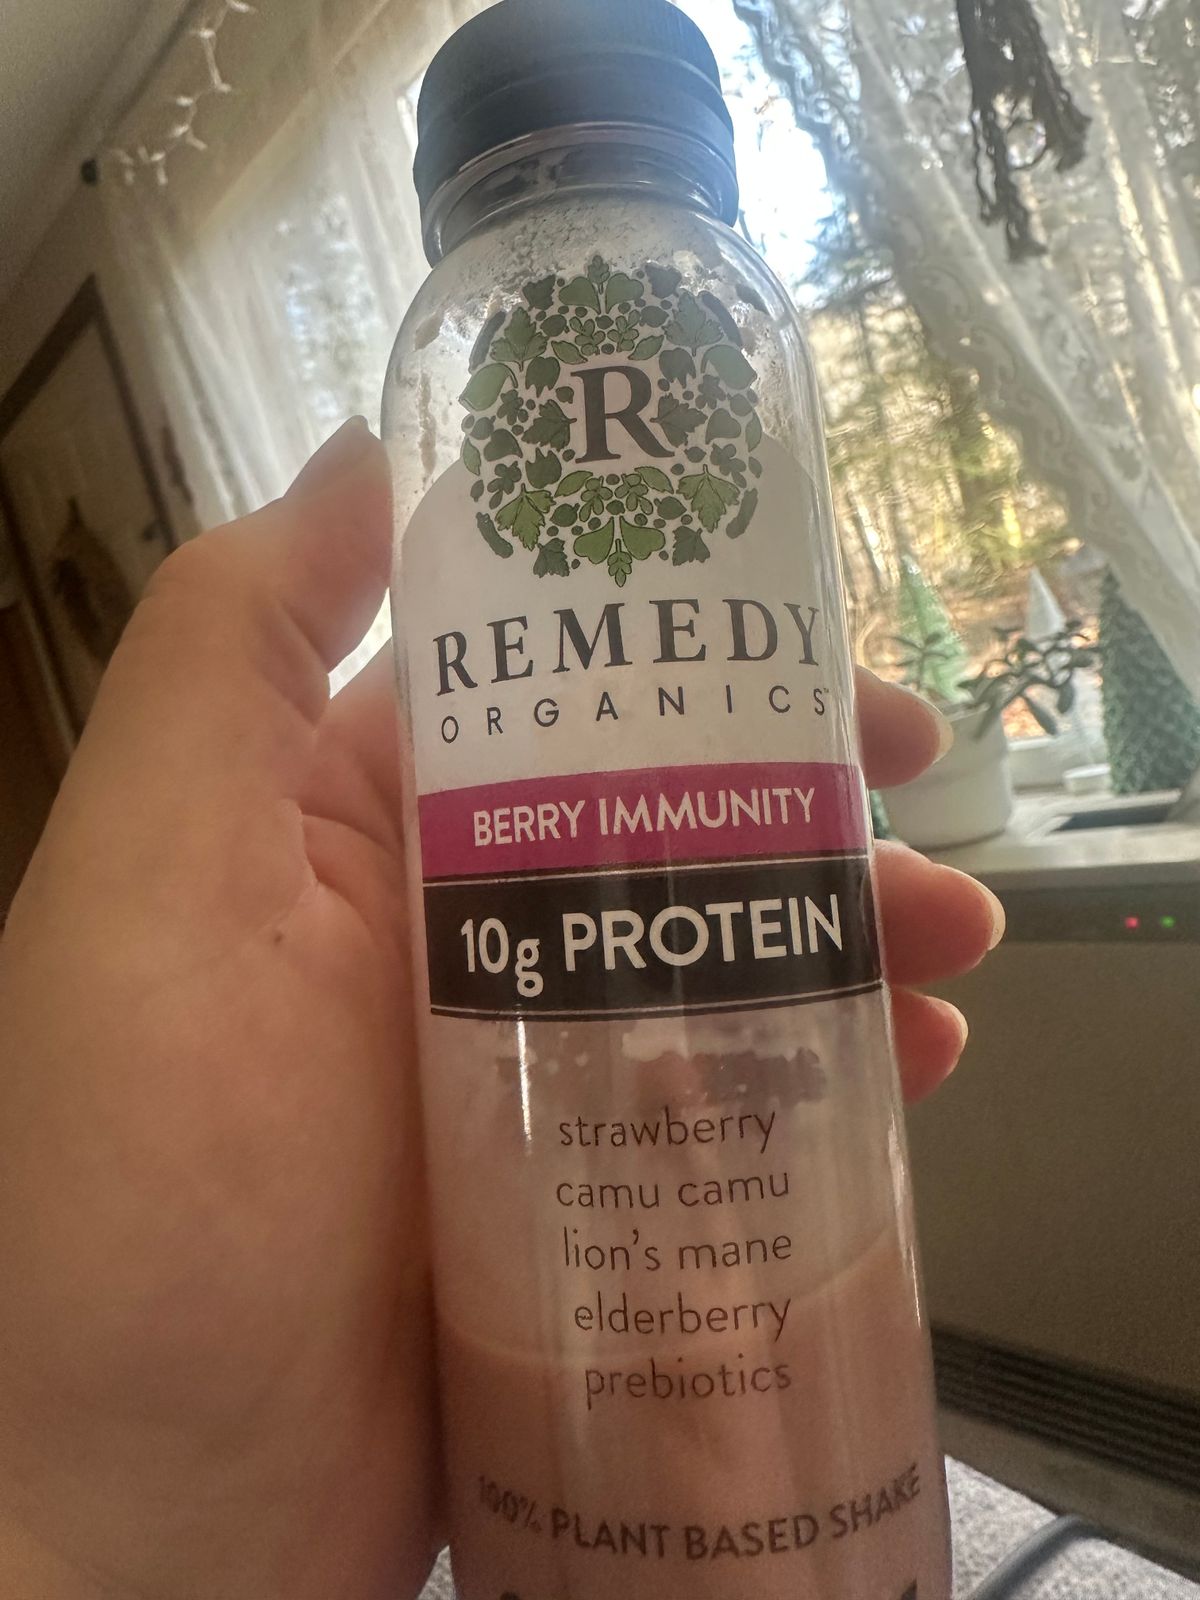 R
REMEDY
ORGANICS™
BERRY IMMUNITY
10g PROTEIN
strawberry
camu camu
lion's mane
elderberry
prebiotics
100% PLANT BASED SHAKE